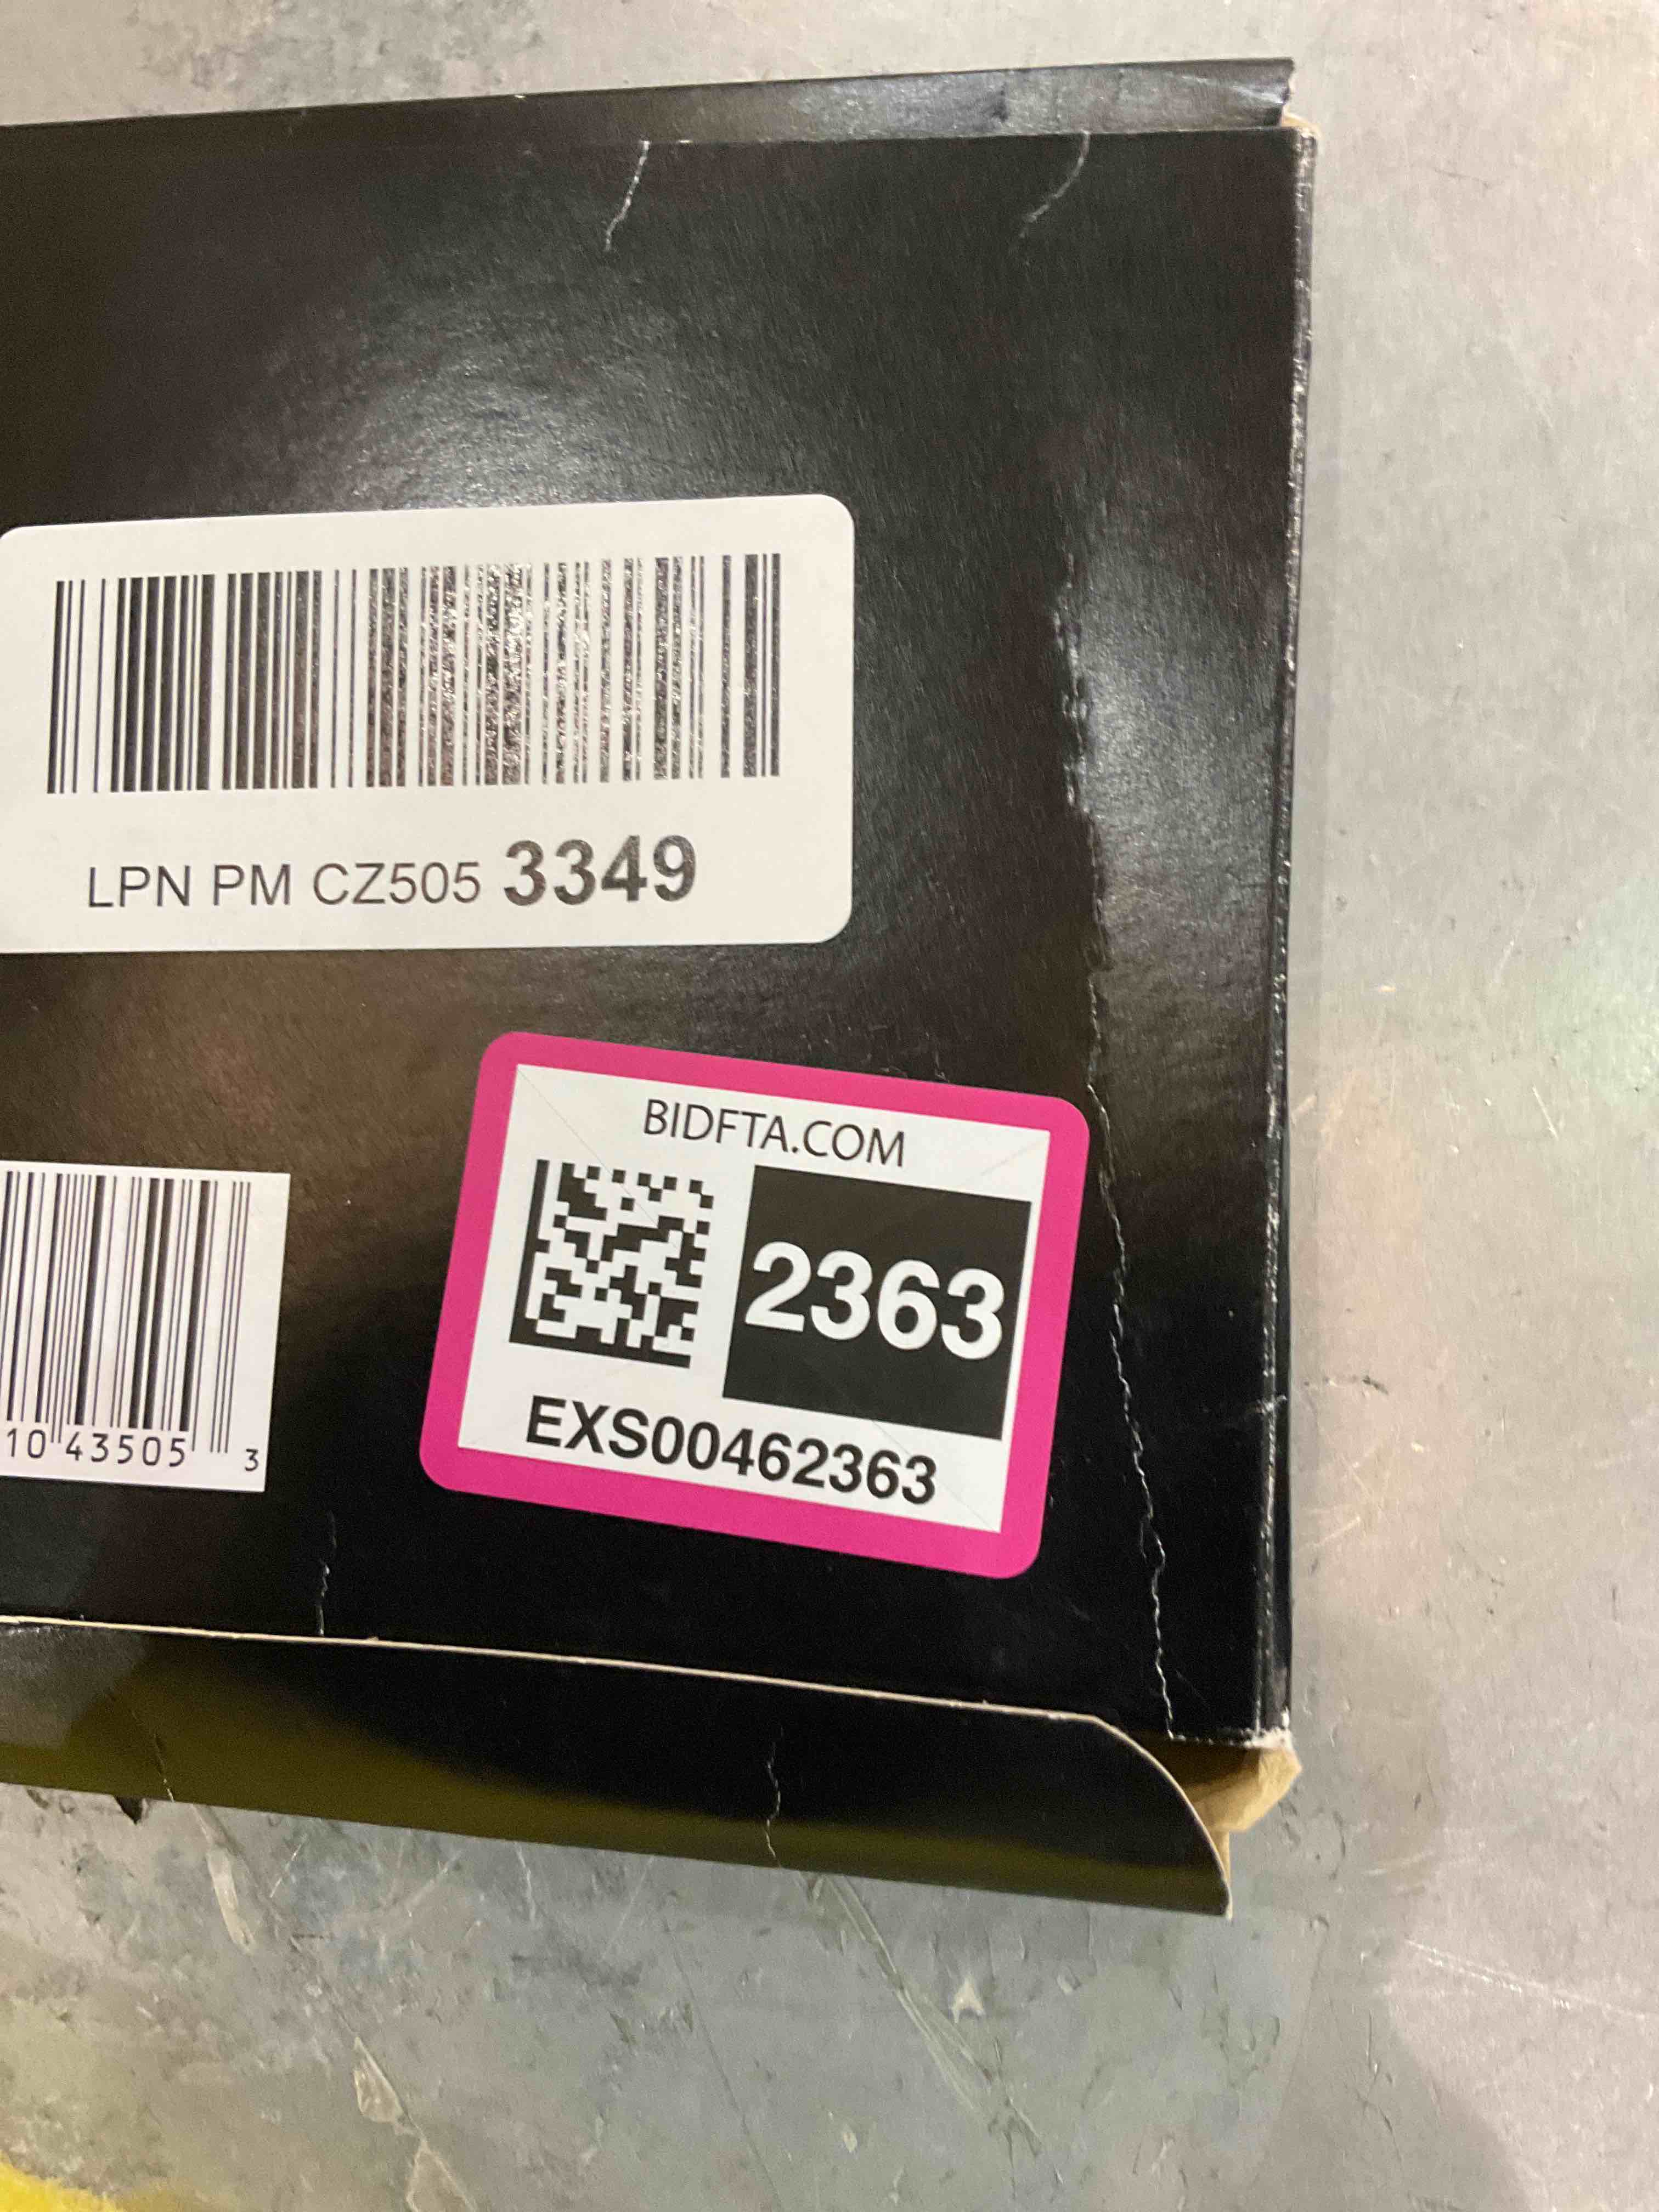 LPN PM CZ505 3349
BIDFTA.COM
2363
EXS00462363
10 43505 3